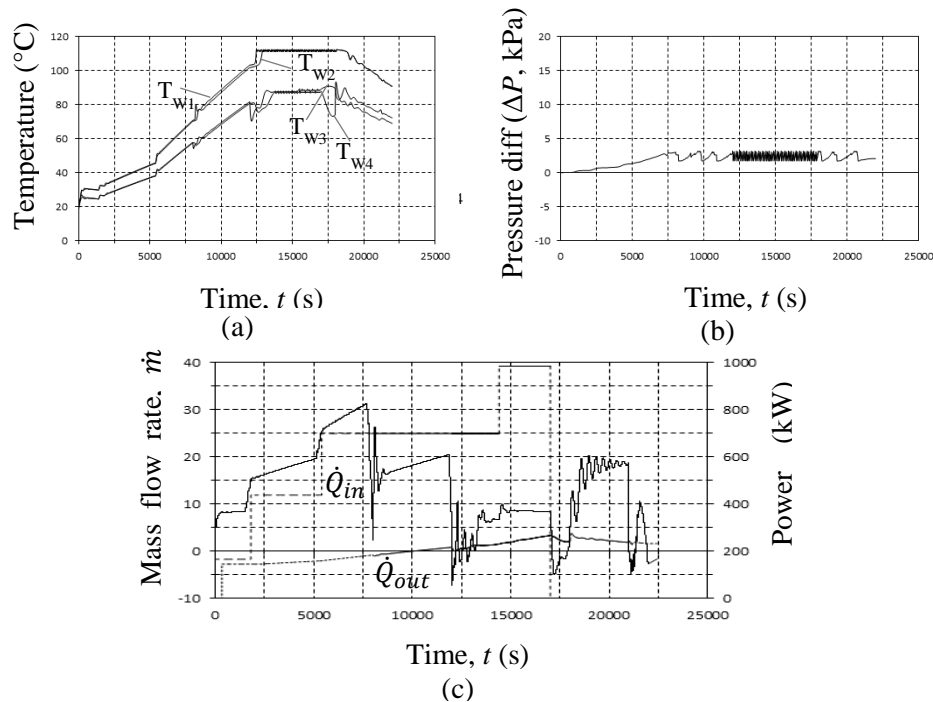 Temperature (°C)
120
100
80
60
40
20
0
T_W1
T_W2
T_W3
T_W4
0 5000 10000 15000 20000 25000
Time, t (s)
(a)
4
Pressure diff (ΔP, kPa)
20
15
10
5
0
-5
-10
0 5000 10000 15000 20000 25000
Time, t (s)
(b)
Mass flow rate, ṁ
40
30
20
10
0
-10
Q̇_in
Q̇_out
1000
800
600
400
200
0
Power (kW)
0 5000 10000 15000 20000 25000
Time, t (s)
(c)